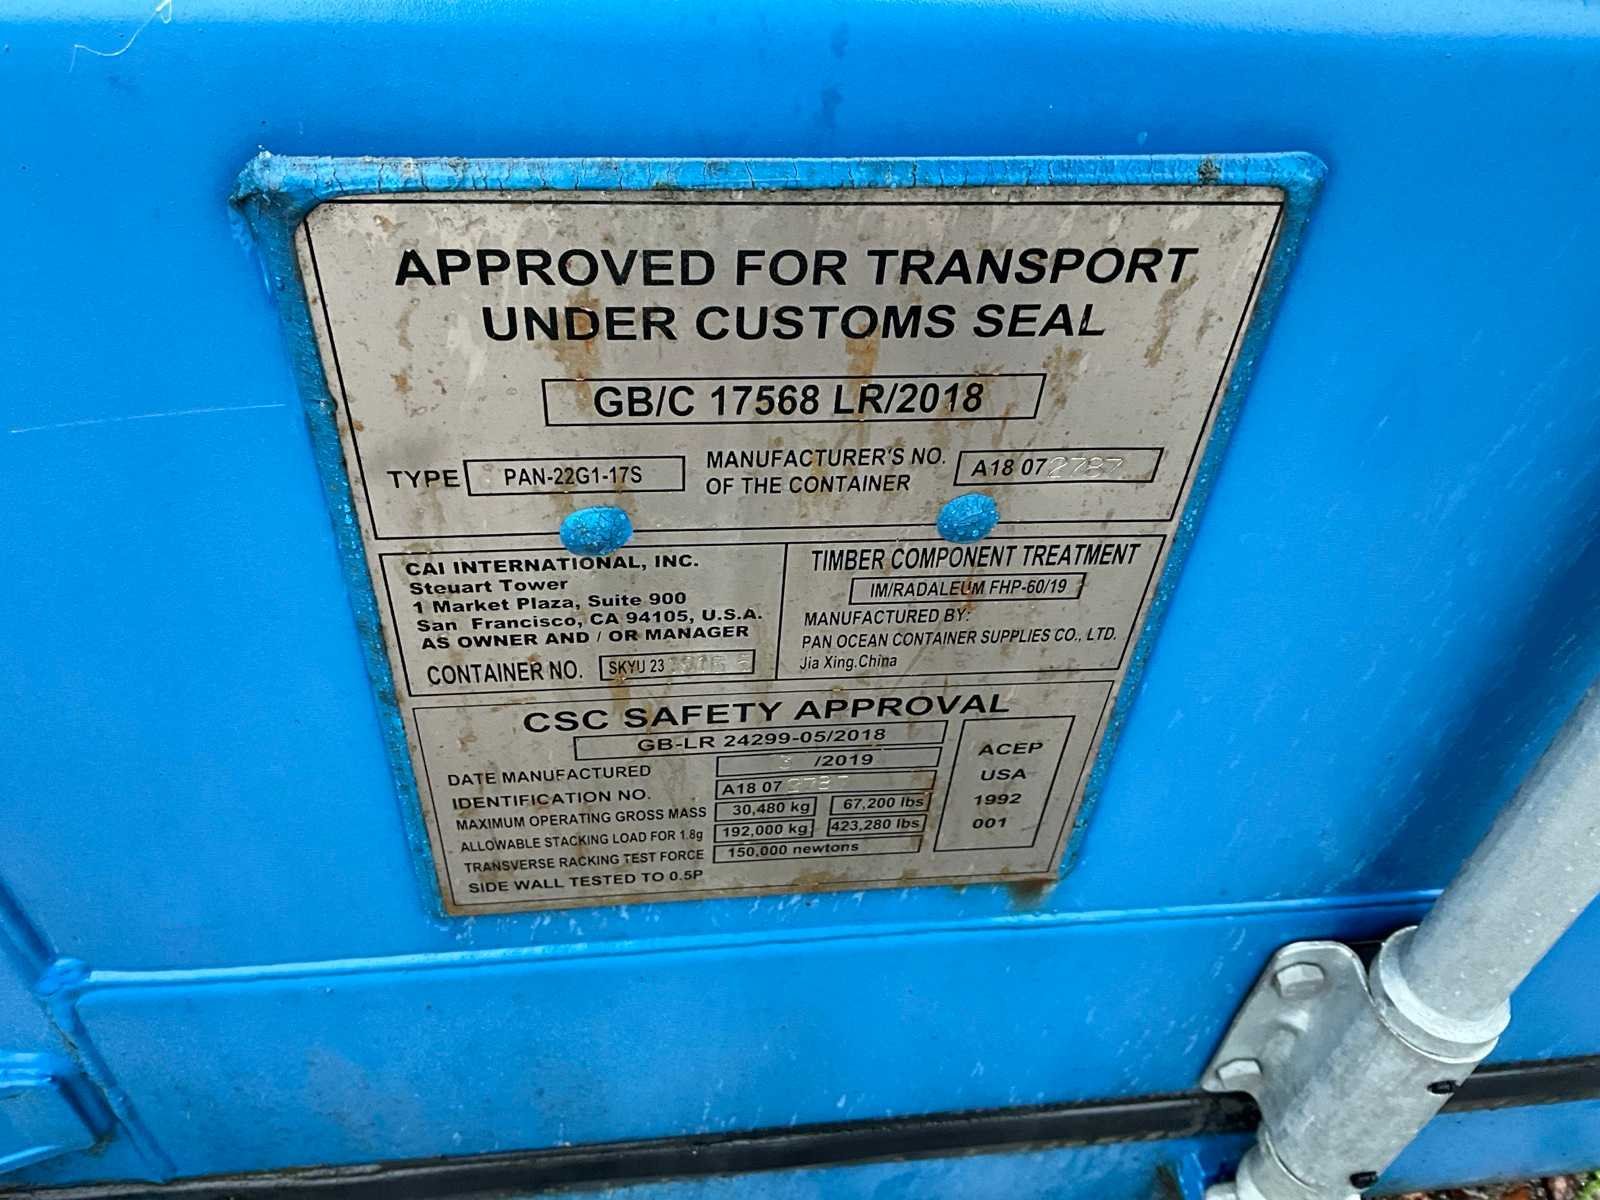 APPROVED FOR TRANSPORT
UNDER CUSTOMS SEAL
GB/C 17568 LR/2018
TYPE PAN-22G1-17S
MANUFACTURER'S NO.
OF THE CONTAINER
A18 072787
CAI INTERNATIONAL, INC.
Steuart Tower
1 Market Plaza, Suite 900
San Francisco, CA 94105, U.S.A.
AS OWNER AND / OR MANAGER
CONTAINER NO. SKYU 23
TIMBER COMPONENT TREATMENT
IM/RADALEUM FHP-60/19
MANUFACTURED BY:
PAN OCEAN CONTAINER SUPPLIES CO., LTD.
Jia Xing.China
CSC SAFETY APPROVAL
GB-LR 24299-05/2018
DATE MANUFACTURED 3 /2019
IDENTIFICATION NO. A18 07 2787
MAXIMUM OPERATING GROSS MASS 30,480 kg 67,200 lbs
ALLOWABLE STACKING LOAD FOR 1.8g 192,000 kg 423,280 lbs
TRANSVERSE RACKING TEST FORCE 150,000 newtons
SIDE WALL TESTED TO 0.5P
ACEP
USA
1992
001